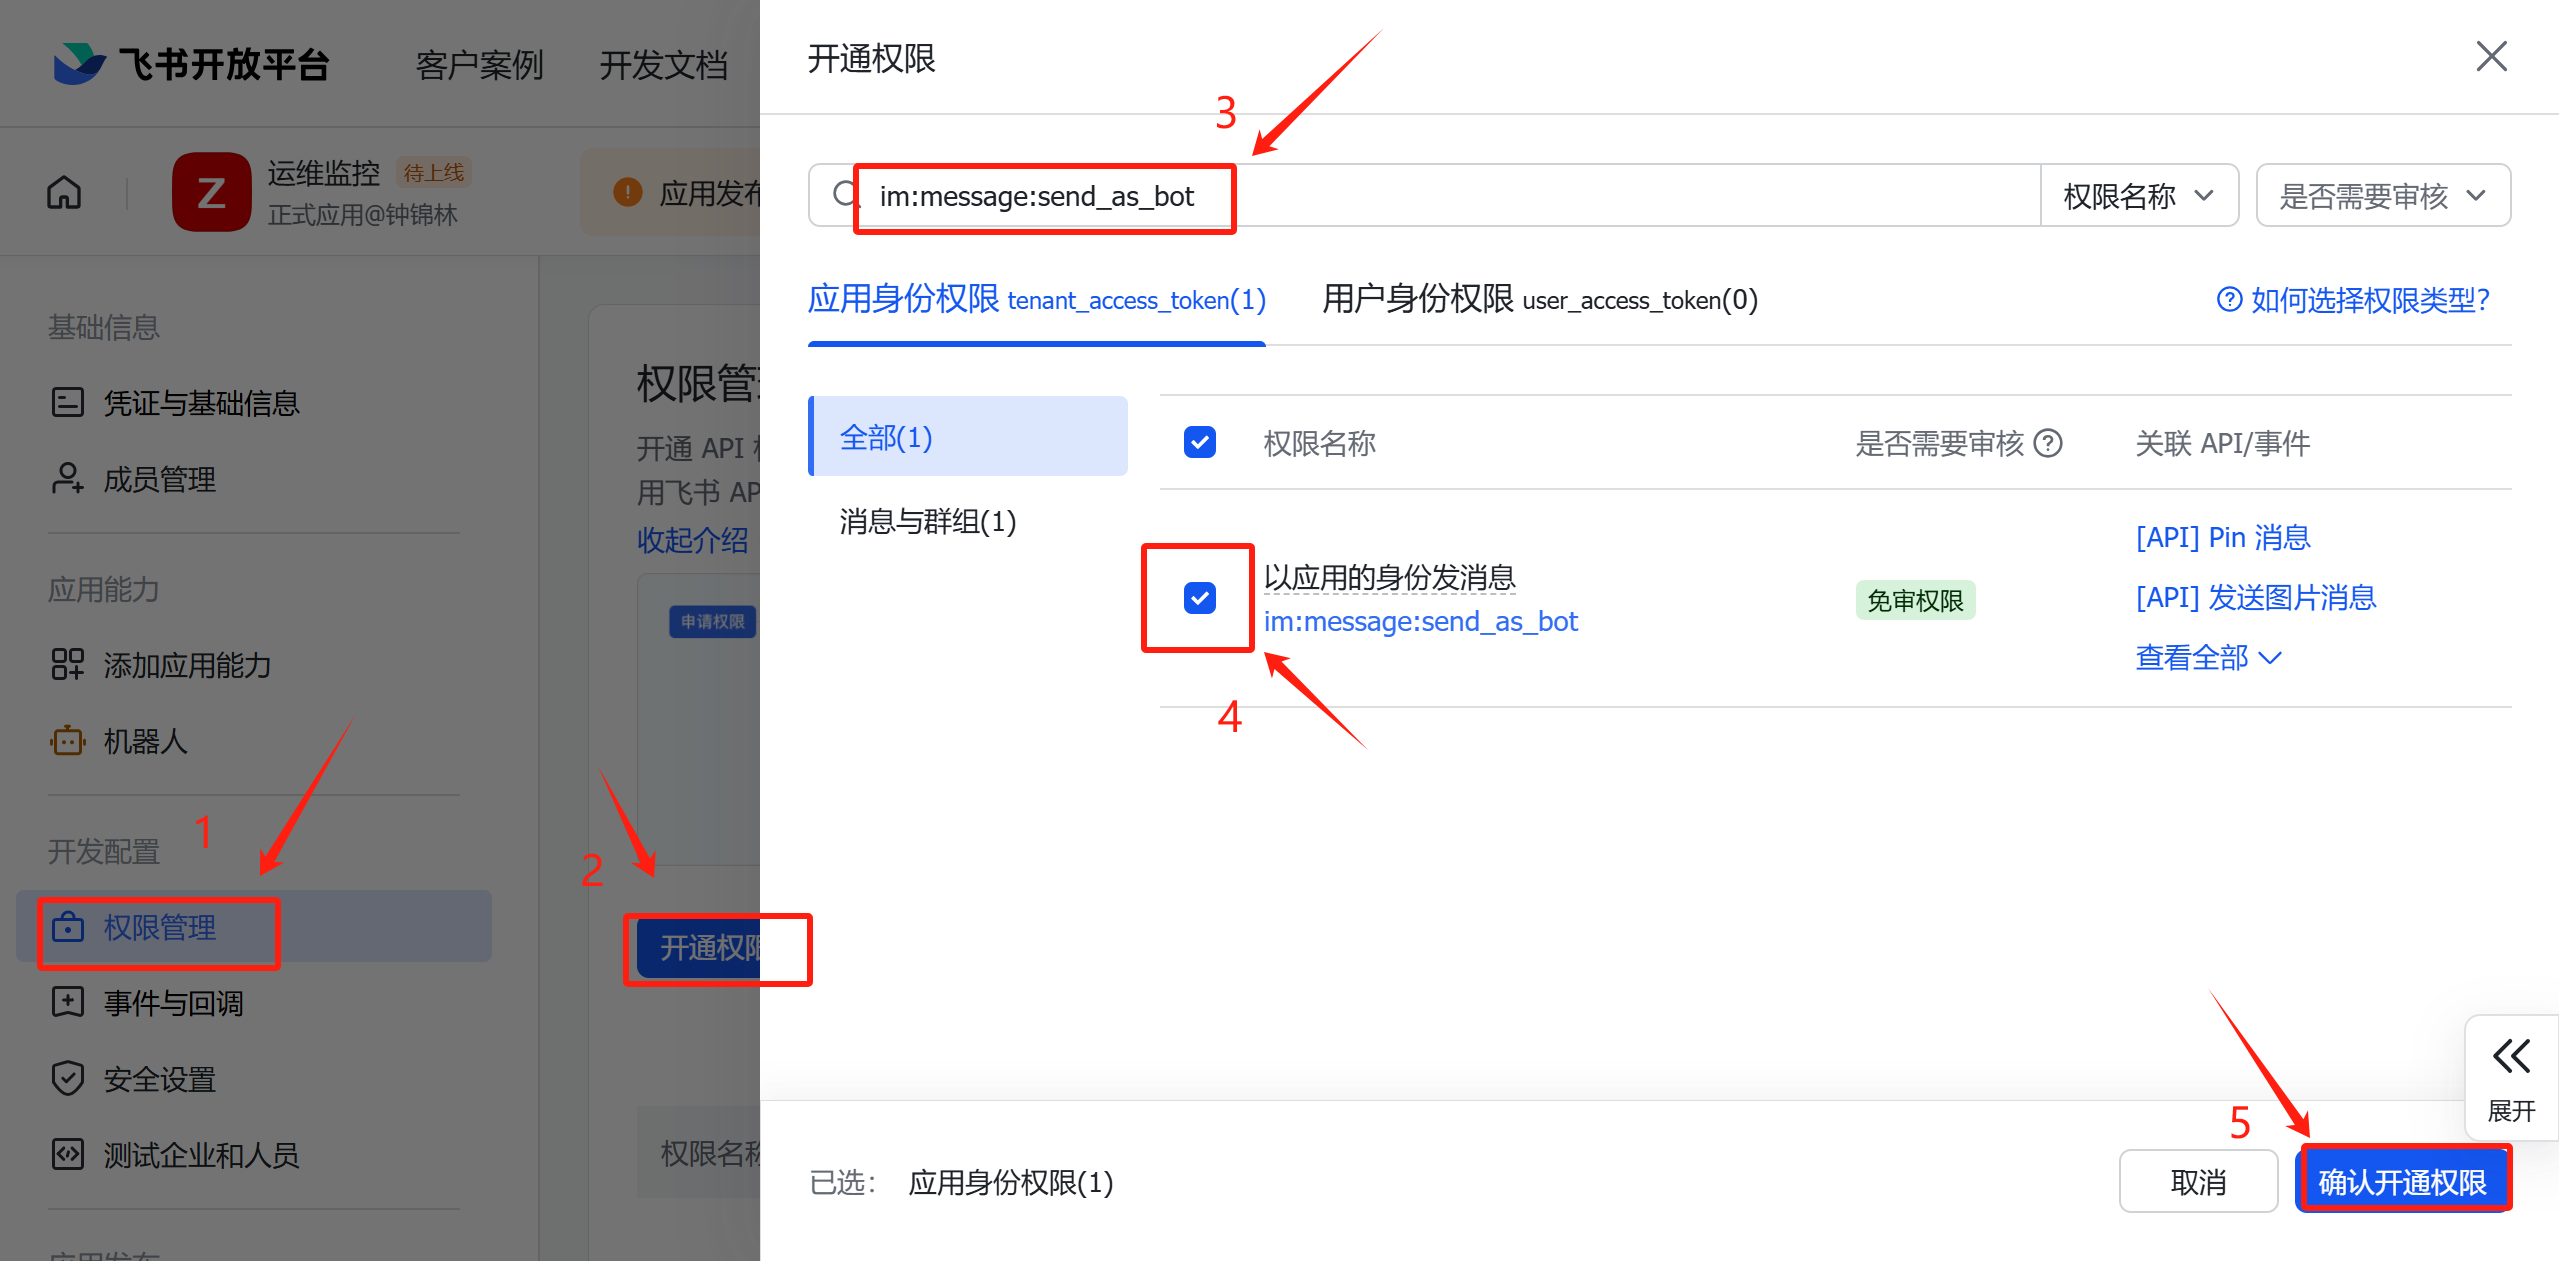 飞书开放平台
客户案例
开发文档
运维监控
待上线
正式应用@钟锦林
应用发布
基础信息
凭证与基础信息
成员管理
应用能力
添加应用能力
机器人
开发配置
1
权限管理
事件与回调
安全设置
测试企业和人员
应用发布
权限管
开通 API
用飞书 AP
收起介绍
申请权限
2
开通权限
权限名称
开通权限
3
im:message:send_as_bot
权限名称
是否需要审核
应用身份权限 tenant_access_token(1)
用户身份权限 user_access_token(0)
如何选择权限类型?
全部(1)
消息与群组(1)
权限名称
是否需要审核
关联 API/事件
以应用的身份发消息
im:message:send_as_bot
免审权限
[API] Pin 消息
[API] 发送图片消息
查看全部
4
展开
5
已选: 应用身份权限(1)
取消
确认开通权限